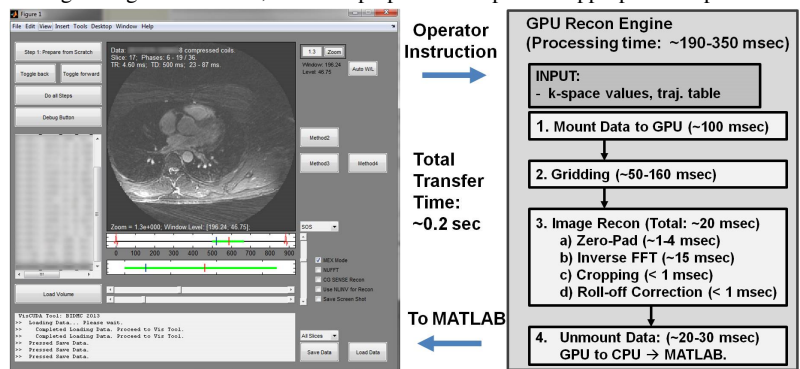 Figure 1
File Edit View Insert Tools Desktop Window Help
Step 1: Prepare from Scratch
Toggle back
Toggle forward
Do all Steps
Debug Button
Load Volume
Data: 8 compressed coils
Slice: 17; Phases: 6 - 19 / 36
TR: 4.60 ms; TD: 500 ms; 23 - 87 ms.
Zoom = 1.3e+000; Window Level: [196.24, 46.75]
0 100 200 300 400 500 600 700 800 900
1.3
Zoom
Window: 196.24
Level: 46.75
Auto W/L
Method2
Method3
Method4
SOS
MEX Mode
NUFFT
CG SENSE Recon
Use NLINV for Recon
Save Screen Shot
All Slices
Save Data
Load Data
VisCUDA Tool: BIDMC 2013
>> Loading Data... Please wait.
>> Completed Loading Data. Proceed to Vis Tool.
>> Completed Loading Data. Proceed to Vis Tool.
>> Pressed Save Data.
>> Pressed Save Data.
Operator
Instruction
Total
Transfer
Time:
~0.2 sec
To MATLAB
GPU Recon Engine
(Processing time: ~190-350 msec)
INPUT:
- k-space values, traj. table
1. Mount Data to GPU (~100 msec)
2. Gridding (~50-160 msec)
3. Image Recon (Total: ~20 msec)
a) Zero-Pad (~1-4 msec)
b) Inverse FFT (~15 msec)
c) Cropping (< 1 msec)
d) Roll-off Correction (< 1 msec)
4. Unmount Data: (~20-30 msec)
GPU to CPU → MATLAB.